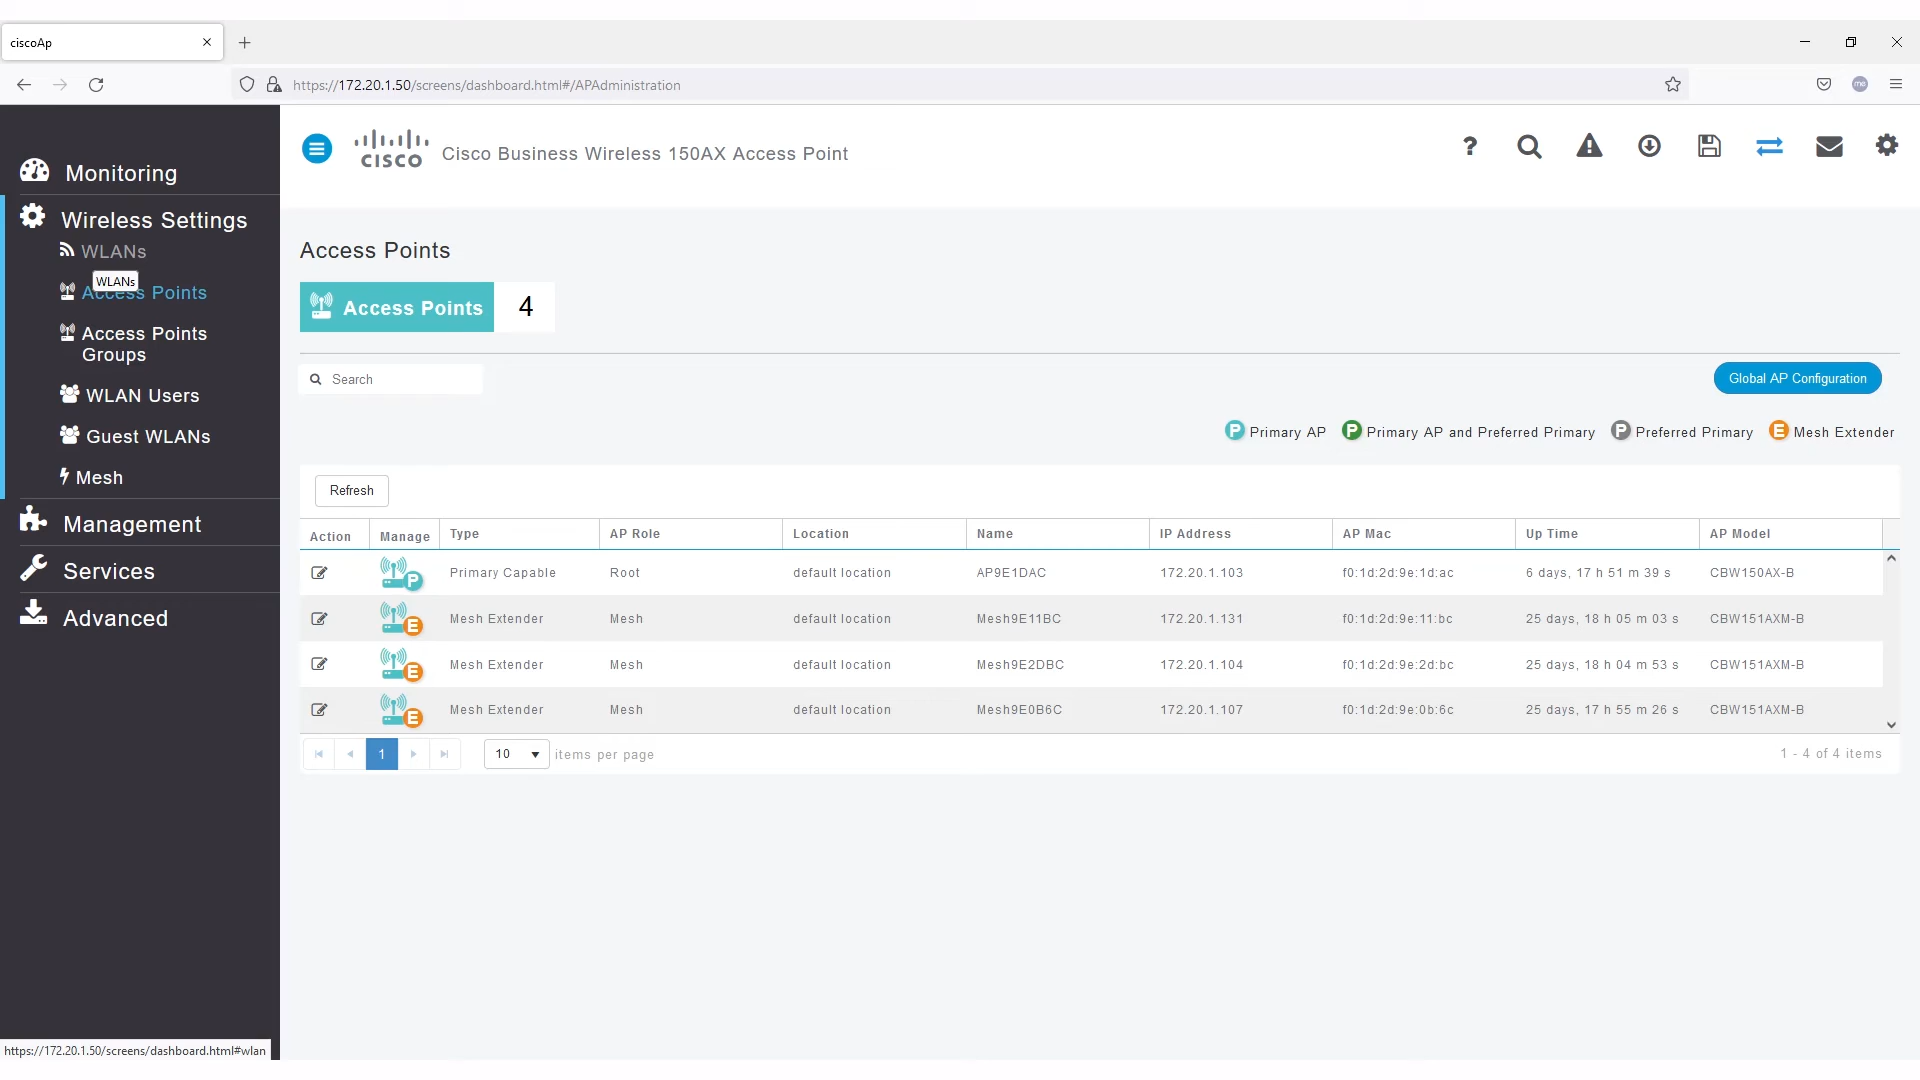 ciscoAp
https://172.20.1.50/screens/dashboard.html#/APAdministration
me
Monitoring
Wireless Settings
WLANs
WLANs
Access Points
Access Points
Groups
WLAN Users
Guest WLANs
Mesh
Management
Services
Advanced
CISCO Cisco Business Wireless 150AX Access Point
?
Access Points
Access Points 4
Search
Global AP Configuration
P Primary AP P Primary AP and Preferred Primary P Preferred Primary E Mesh Extender
Refresh
Action Manage Type AP Role Location Name IP Address AP Mac Up Time AP Model
P Primary Capable Root default location AP9E1DAC 172.20.1.103 f0:1d:2d:9e:1d:ac 6 days, 17 h 51 m 39 s CBW150AX-B
E Mesh Extender Mesh default location Mesh9E11BC 172.20.1.131 f0:1d:2d:9e:11:bc 25 days, 18 h 05 m 03 s CBW151AXM-B
E Mesh Extender Mesh default location Mesh9E2DBC 172.20.1.104 f0:1d:2d:9e:2d:bc 25 days, 18 h 04 m 53 s CBW151AXM-B
E Mesh Extender Mesh default location Mesh9E0B6C 172.20.1.107 f0:1d:2d:9e:0b:6c 25 days, 17 h 55 m 26 s CBW151AXM-B
1 10 items per page 1 - 4 of 4 items
https://172.20.1.50/screens/dashboard.html#wlan